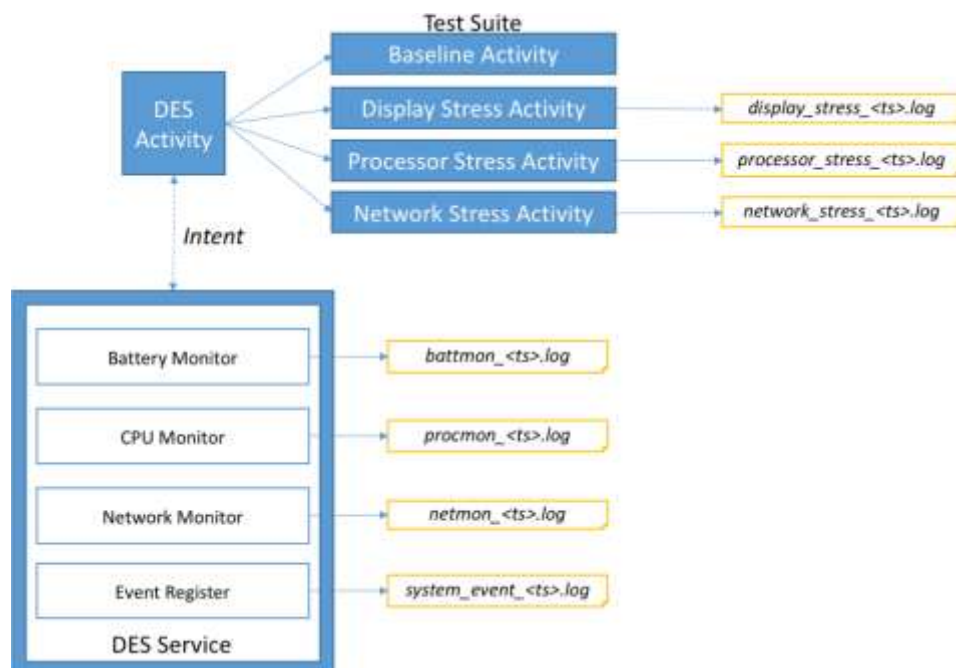 Test Suite
Baseline Activity
DES
Activity
Display Stress Activity
display_stress_<ts>.log
Processor Stress Activity
processor_stress_<ts>.log
Network Stress Activity
network_stress_<ts>.log
Intent
Battery Monitor
battmon_<ts>.log
CPU Monitor
procmon_<ts>.log
Network Monitor
netmon_<ts>.log
Event Register
system_event_<ts>.log
DES Service